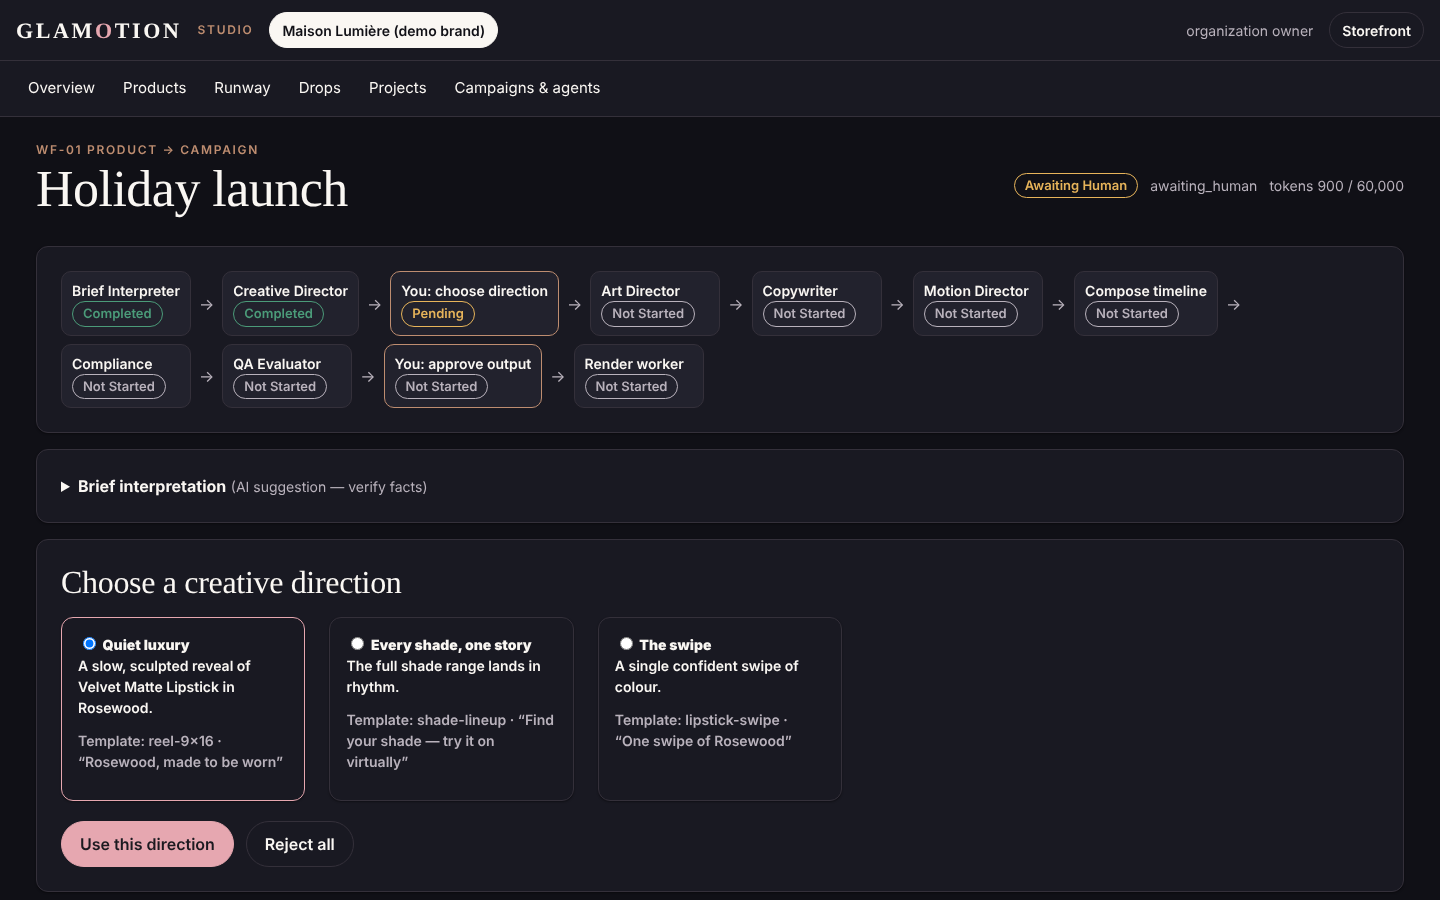 GLAMOTION STUDIO Maison Lumière (demo brand) organization owner Storefront
Overview Products Runway Drops Projects Campaigns & agents
WF-01 PRODUCT → CAMPAIGN
Holiday launch
Awaiting Human awaiting_human tokens 900 / 60,000
Brief Interpreter → Creative Director → You: choose direction → Art Director → Copywriter → Motion Director → Compose timeline →
Completed Completed Pending Not Started Not Started Not Started Not Started
Compliance → QA Evaluator → You: approve output → Render worker
Not Started Not Started Not Started Not Started
▶ Brief interpretation (AI suggestion — verify facts)
Choose a creative direction
Quiet luxury
A slow, sculpted reveal of
Velvet Matte Lipstick in
Rosewood.
Template: reel-9×16 ·
“Rosewood, made to be worn”
Every shade, one story
The full shade range lands in
rhythm.
Template: shade-lineup · “Find
your shade — try it on
virtually”
The swipe
A single confident swipe of
colour.
Template: lipstick-swipe ·
“One swipe of Rosewood”
Use this direction Reject all